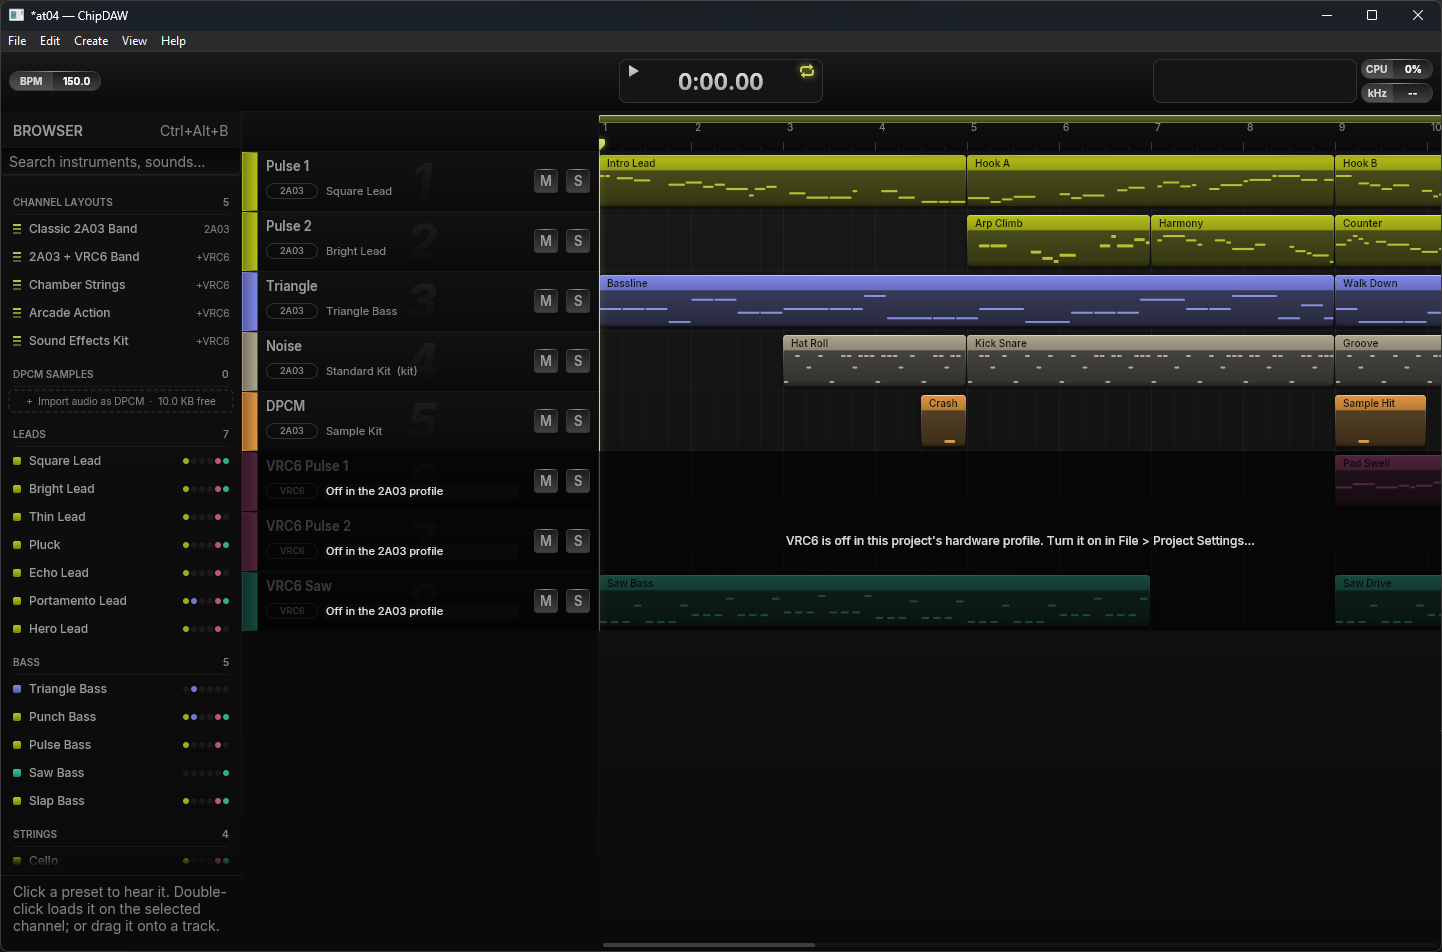 *at04 — ChipDAW
File Edit Create View Help
BPM 150.0
0:00.00
CPU 0%
kHz --
BROWSER Ctrl+Alt+B
Search instruments, sounds...
CHANNEL LAYOUTS 5
Classic 2A03 Band 2A03
2A03 + VRC6 Band +VRC6
Chamber Strings +VRC6
Arcade Action +VRC6
Sound Effects Kit +VRC6
DPCM SAMPLES 0
+ Import audio as DPCM · 10.0 KB free
LEADS 7
Square Lead
Bright Lead
Thin Lead
Pluck
Echo Lead
Portamento Lead
Hero Lead
BASS 5
Triangle Bass
Punch Bass
Pulse Bass
Saw Bass
Slap Bass
STRINGS 4
Cello
Click a preset to hear it. Double-
click loads it on the selected
channel; or drag it onto a track.
1 2 3 4 5 6 7 8 9 10
Pulse 1 1
2A03 Square Lead M S
Intro Lead Hook A Hook B
Pulse 2 2
2A03 Bright Lead M S
Arp Climb Harmony Counter
Triangle 3
2A03 Triangle Bass M S
Bassline Walk Down
Noise 4
2A03 Standard Kit (kit) M S
Hat Roll Kick Snare Groove
DPCM 5
2A03 Sample Kit M S
Crash Sample Hit
VRC6 Pulse 1 6
VRC6 Off in the 2A03 profile M S
Pad Swell
VRC6 Pulse 2 7
VRC6 Off in the 2A03 profile M S
VRC6 is off in this project's hardware profile. Turn it on in File > Project Settings...
VRC6 Saw 8
VRC6 Off in the 2A03 profile M S
Saw Bass Saw Drive